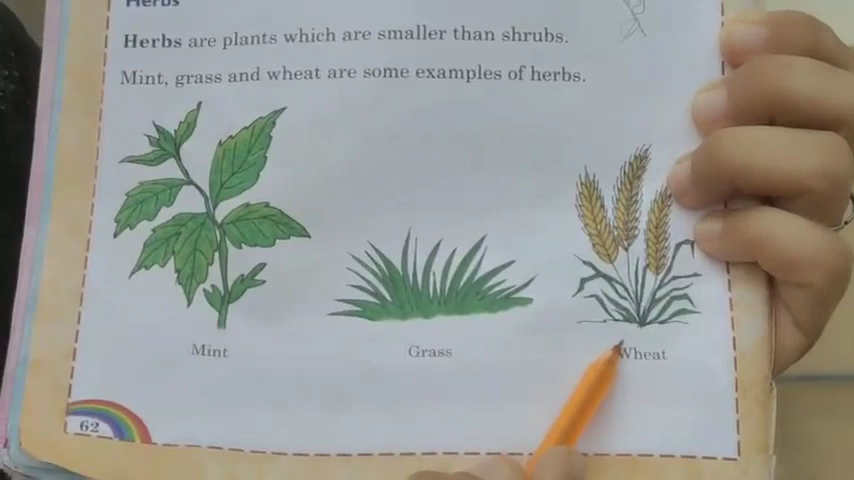 Herbs
Herbs are plants which are smaller than shrubs.
Mint, grass and wheat are some examples of herbs.
Mint
Grass
Wheat
62